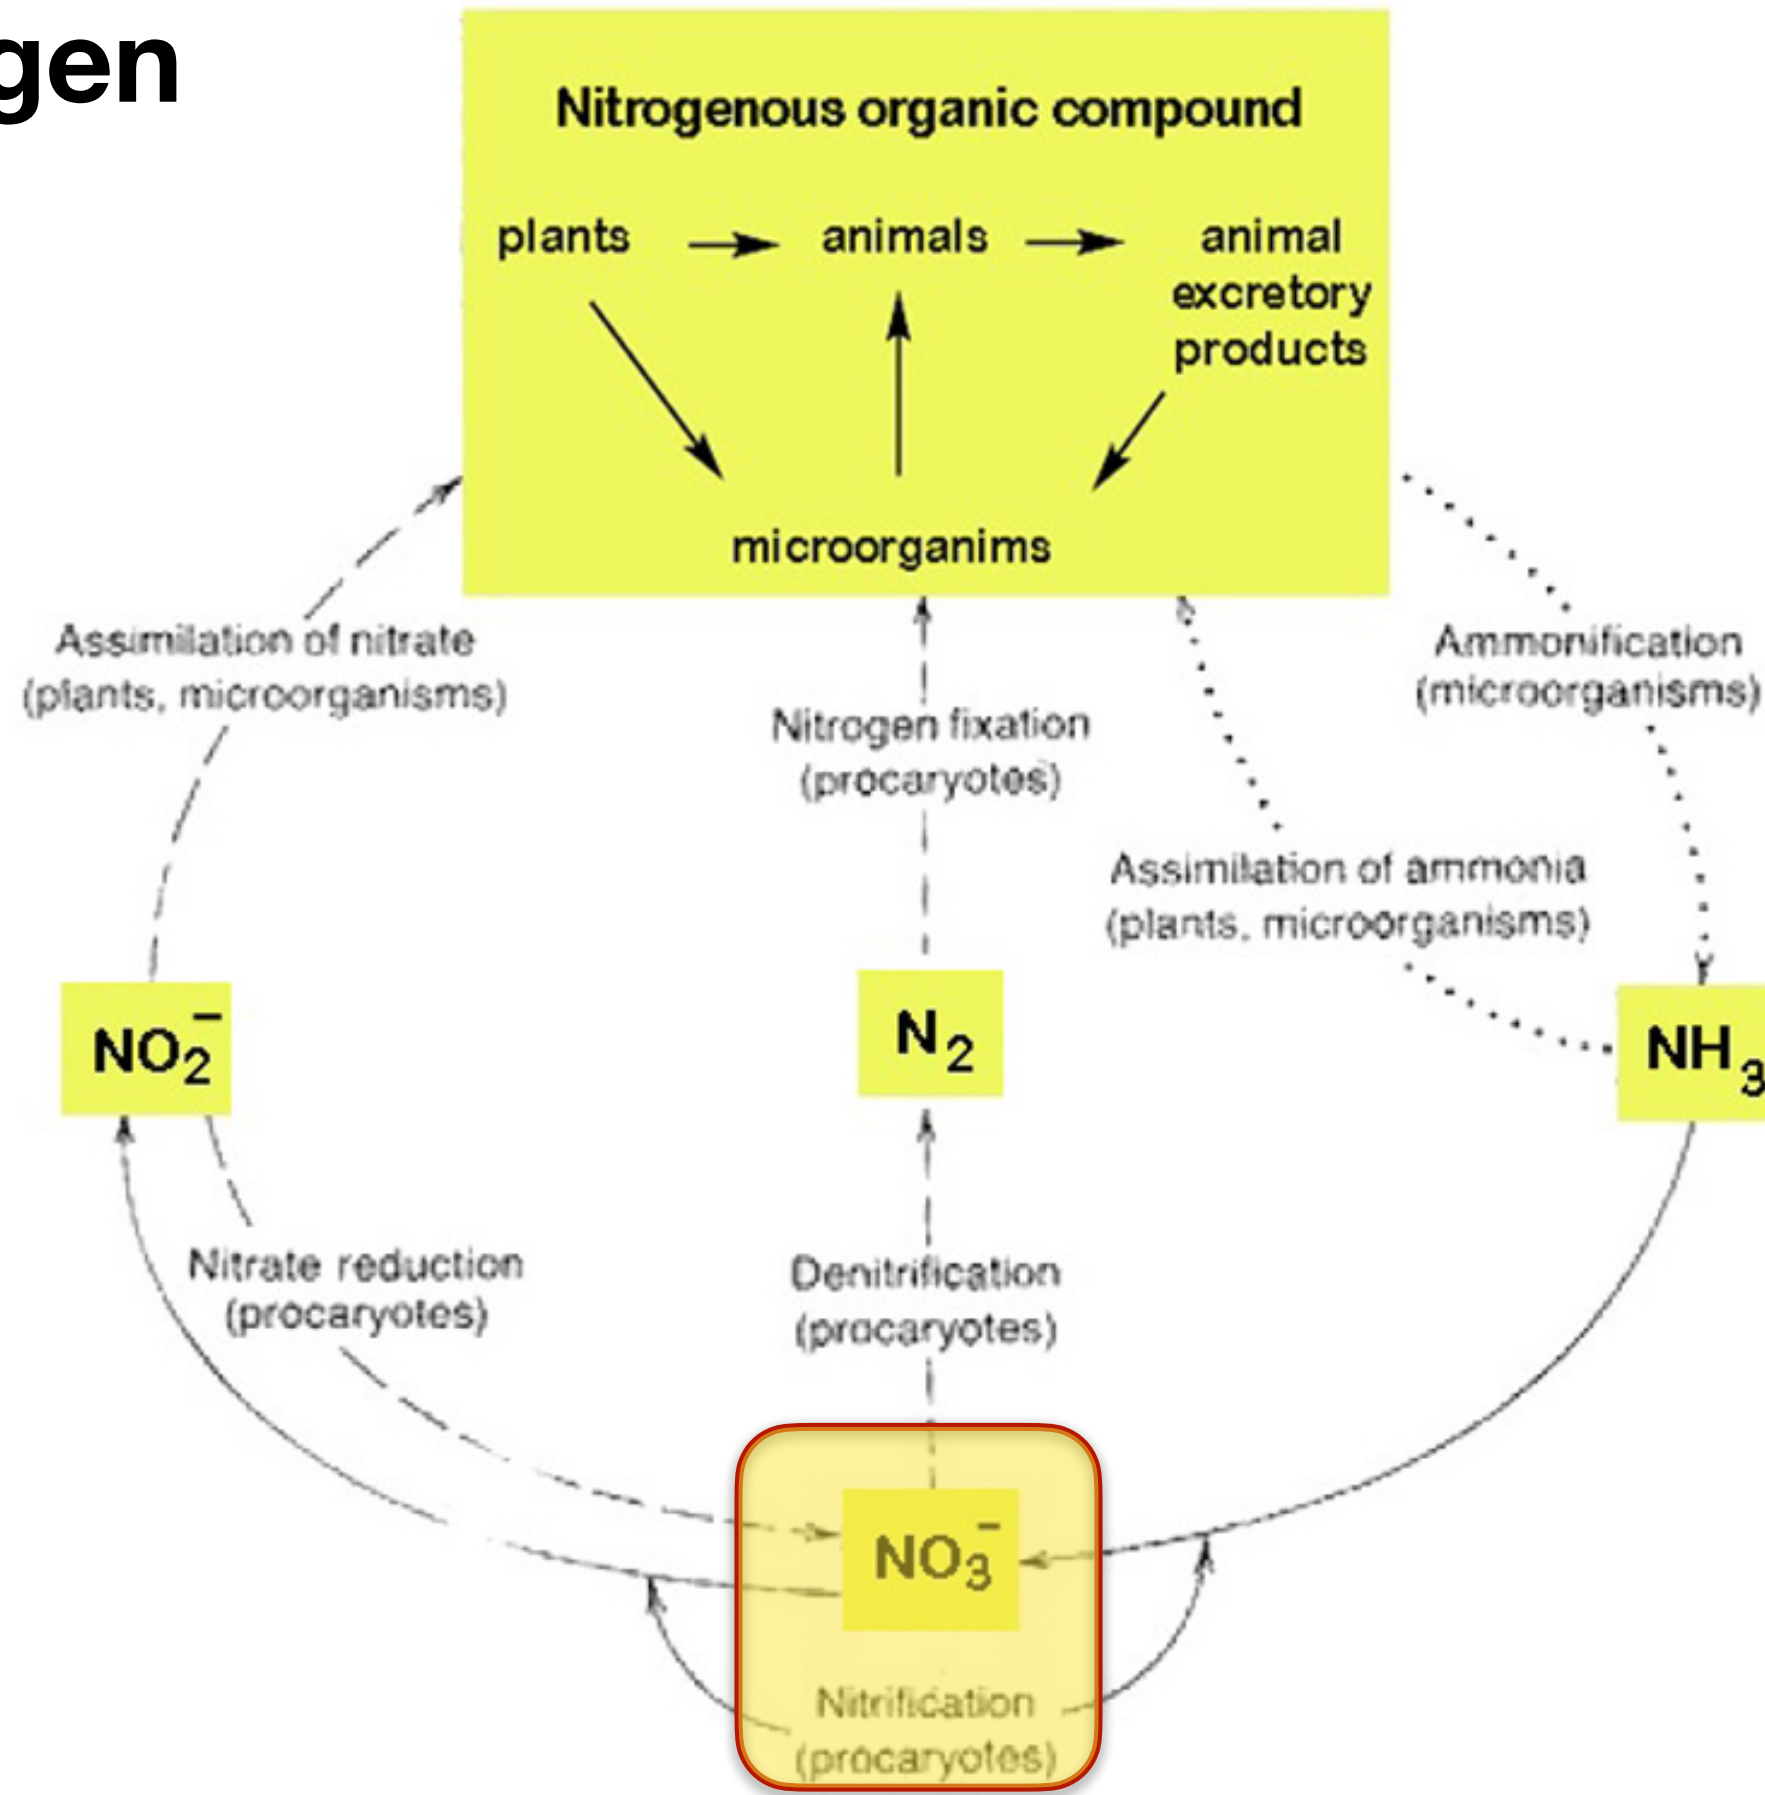 gen
Nitrogenous organic compound
plants
animals
animal
excretory
products
microorganims
Assimilation of nitrate
(plants, microorganisms)
Nitrogen fixation
(procaryotes)
Ammonification
(microorganisms)
Assimilation of ammonia
(plants, microorganisms)
NO₂⁻
N₂
NH₃
Nitrate reduction
(procaryotes)
Denitrification
(procaryotes)
NO₃⁻
Nitrification
(procaryotes)